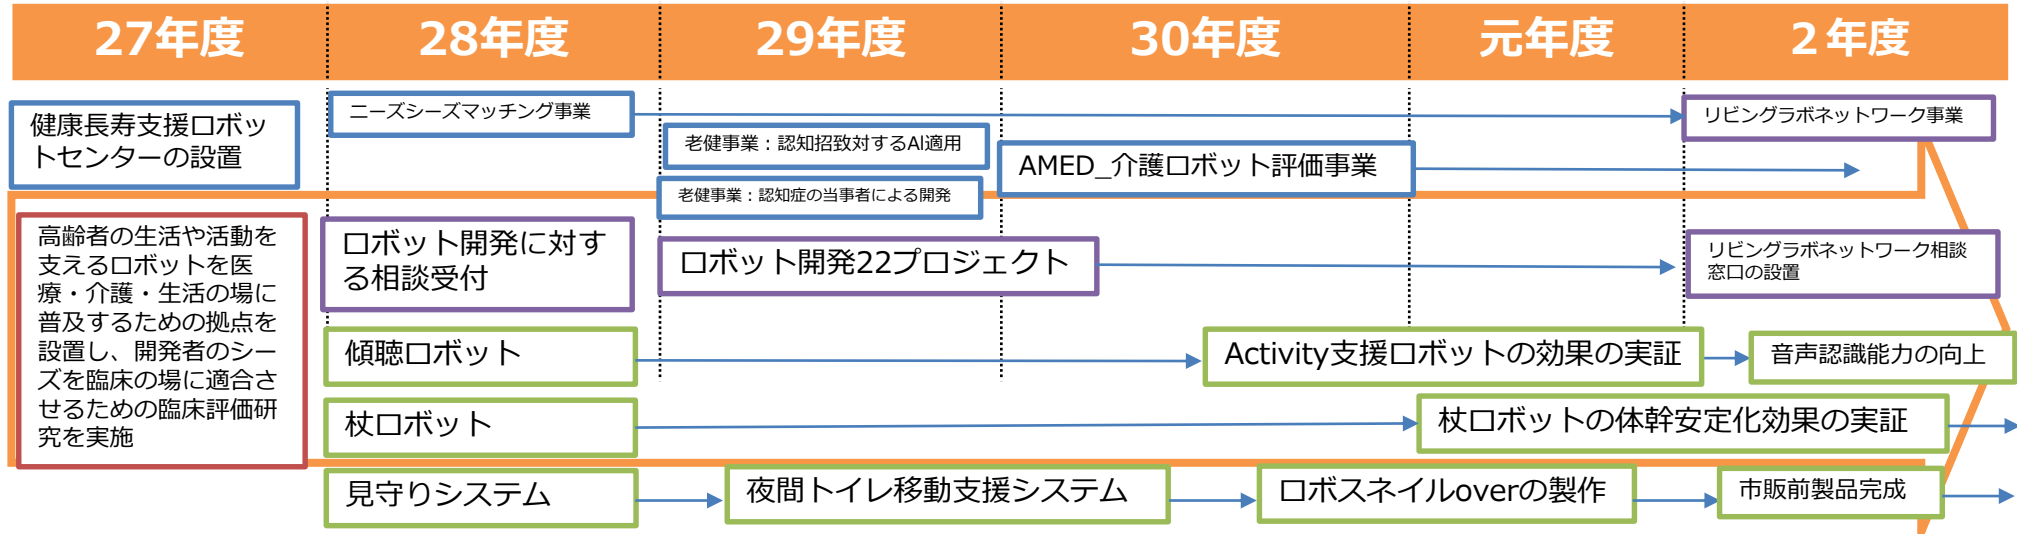 27年度
28年度
29年度
30年度
元年度
２年度
健康長寿支援ロボッ
トセンターの設置
ニーズシーズマッチング事業
リビングラボネットワーク事業
老健事業：認知招致対するAI適用
AMED_介護ロボット評価事業
老健事業：認知症の当事者による開発
高齢者の生活や活動を
支えるロボットを医
療・介護・生活の場に
普及するための拠点を
設置し、開発者のシー
ズを臨床の場に適合さ
せるための臨床評価研
究を実施
ロボット開発に対す
る相談受付
ロボット開発22プロジェクト
リビングラボネットワーク相談
窓口の設置
傾聴ロボット
Activity支援ロボットの効果の実証
音声認識能力の向上
杖ロボット
杖ロボットの体幹安定化効果の実証
見守りシステム
夜間トイレ移動支援システム
ロボスネイルoverの製作
市販前製品完成